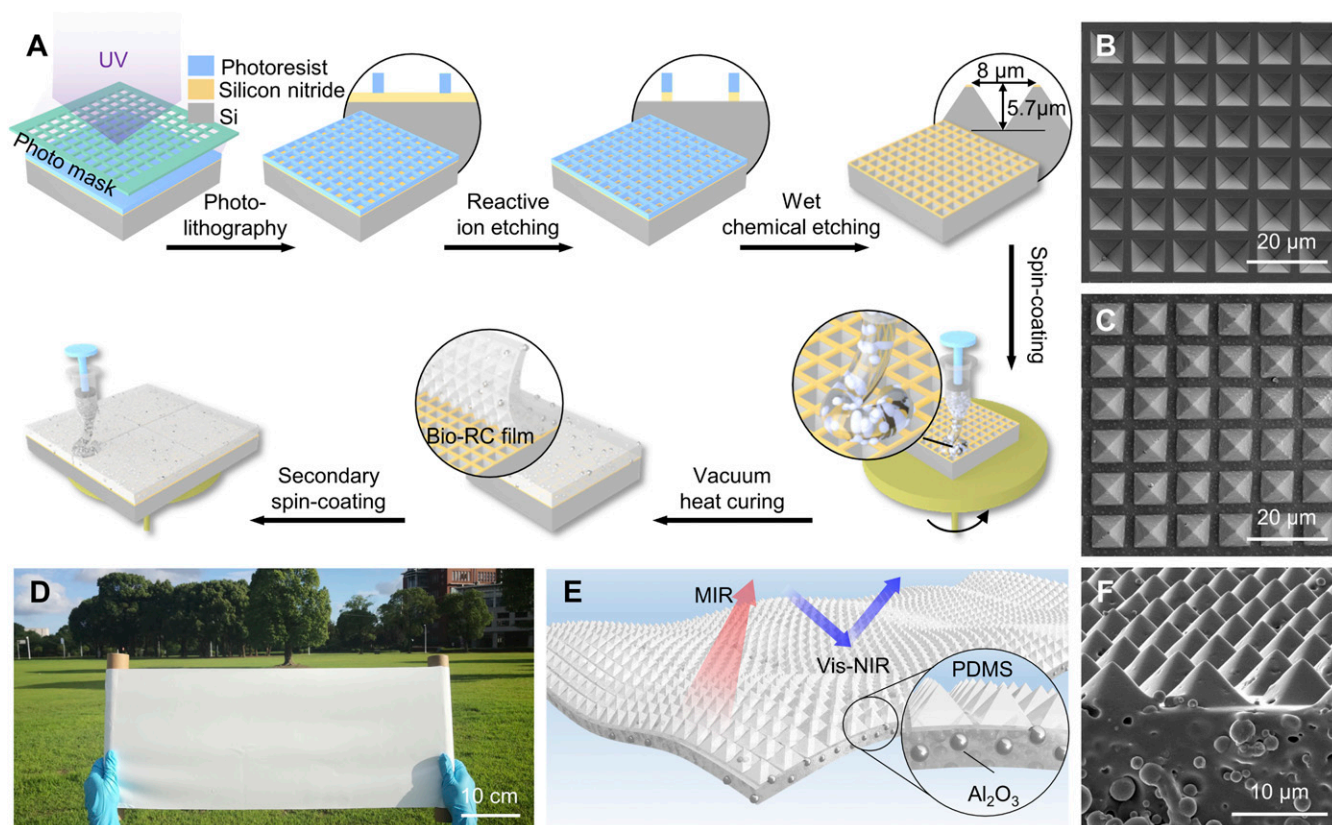 A
UV
Photoresist
Silicon nitride
Si
Photo mask
Photo-
lithography
Reactive
ion etching
Wet
chemical etching
8 μm
5.7μm
Spin-coating
Vacuum
heat curing
Bio-RC film
Secondary
spin-coating
B
20 μm
C
20 μm
D
10 cm
E
MIR
Vis-NIR
PDMS
Al₂O₃
F
10 μm